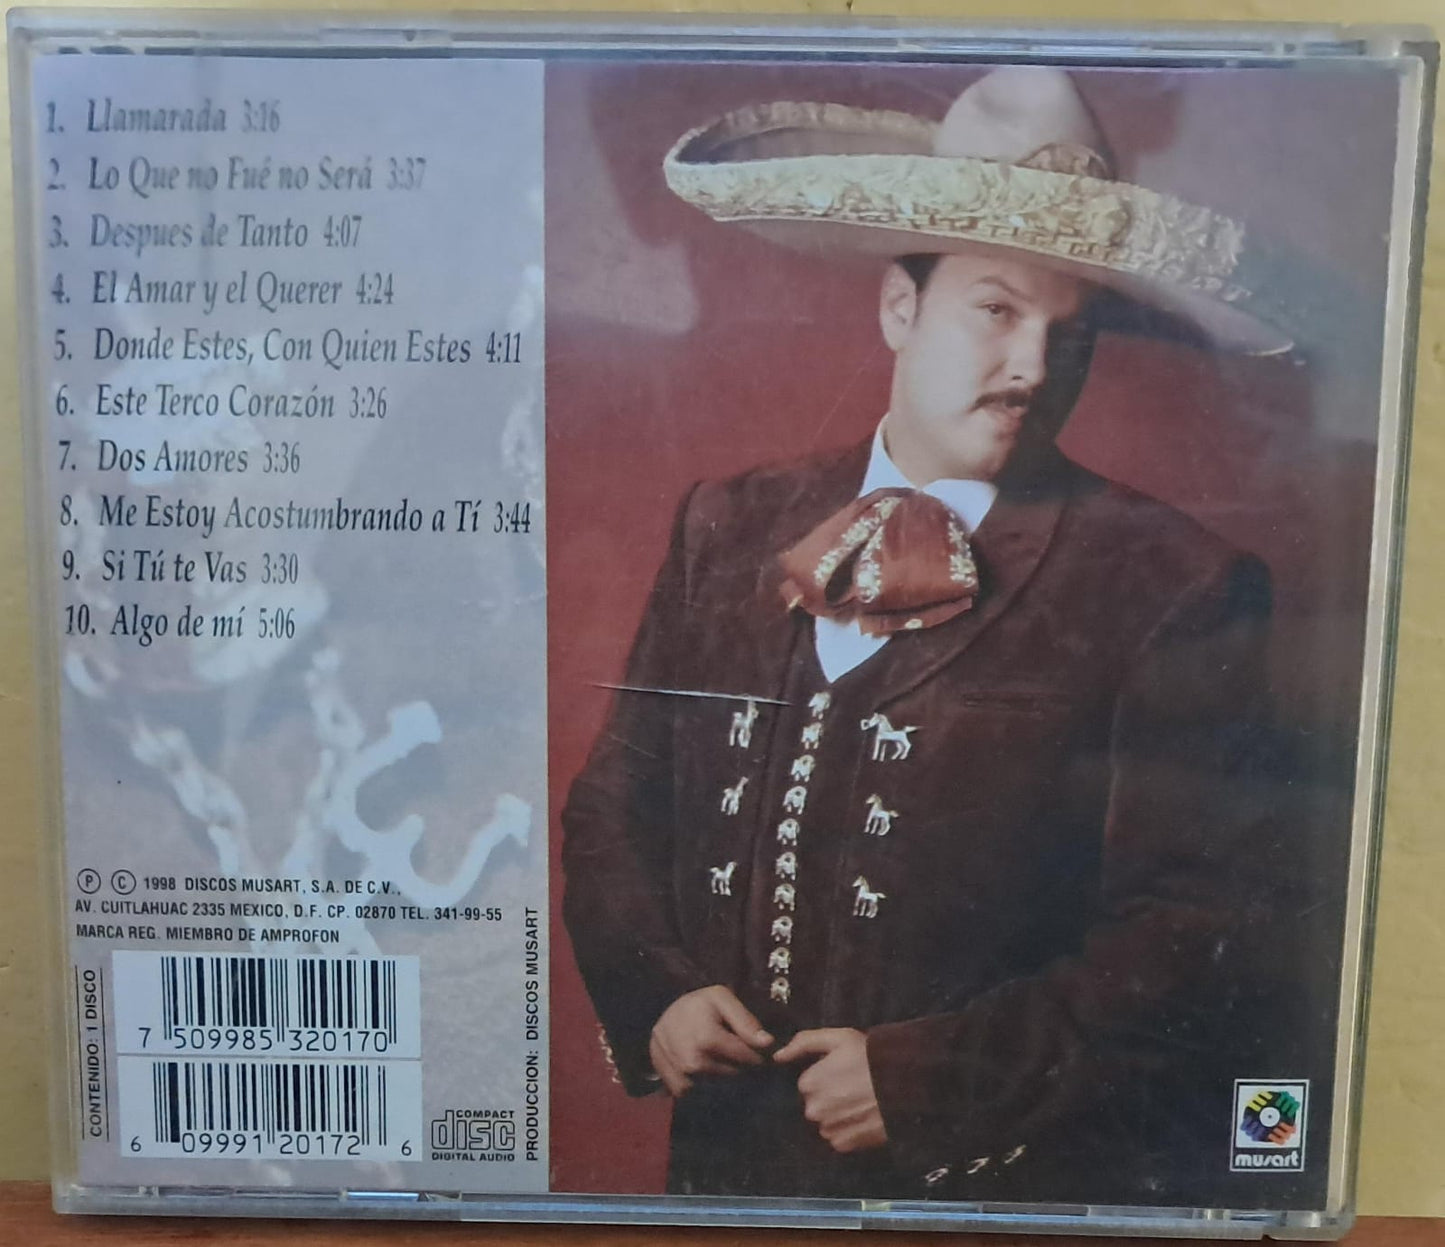 1. Llamarada 3:16
2. Lo Que no Fué no Será 3:37
3. Despues de Tanto 4:07
4. El Amar y el Querer 4:24
5. Donde Estes, Con Quien Estes 4:11
6. Este Terco Corazón 3:26
7. Dos Amores 3:36
8. Me Estoy Acostumbrando a Tí 3:44
9. Si Tú te Vas 3:30
10. Algo de mí 5:06
Ⓟ Ⓒ 1998 DISCOS MUSART, S.A. DE C.V.,
AV. CUITLAHUAC 2335 MEXICO, D.F. CP. 02870 TEL. 341-99-55
MARCA REG. MIEMBRO DE AMPROFON
CONTENIDO: 1 DISCO
7 509985 320170
6 09991 20172 6
COMPACT
disc
DIGITAL AUDIO
PRODUCCION: DISCOS MUSART
musart